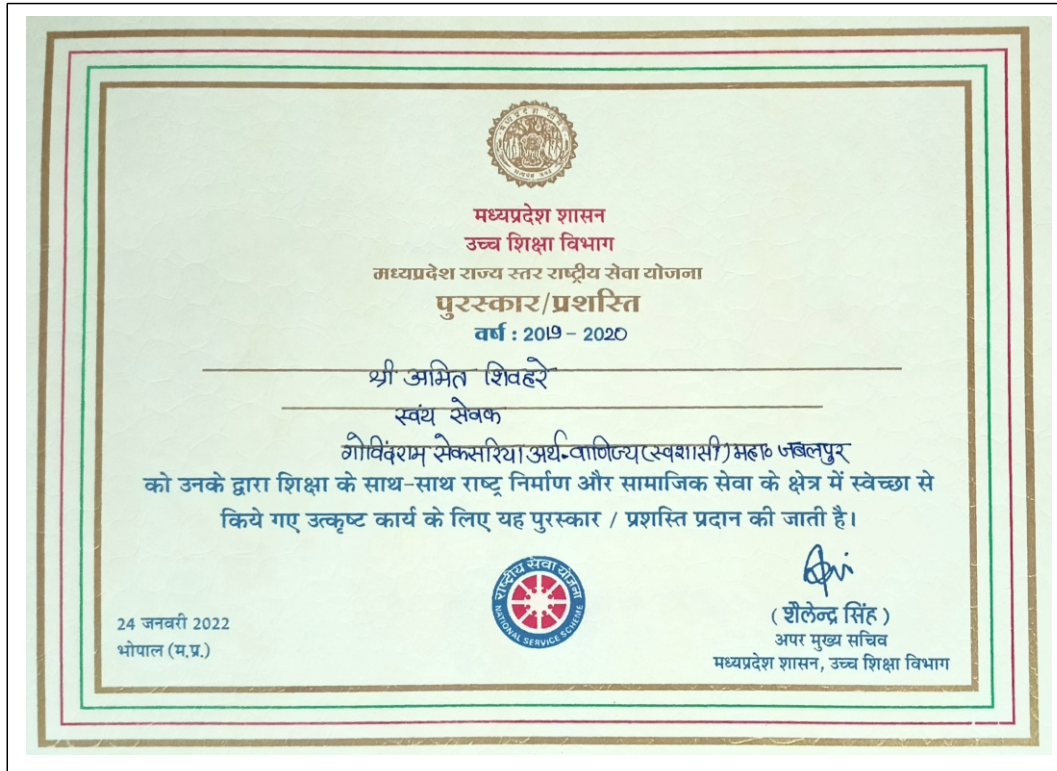 मध्यप्रदेश शासन
उच्च शिक्षा विभाग
मध्यप्रदेश राज्य स्तर राष्ट्रीय सेवा योजना
पुरस्कार/प्रशस्ति
वर्ष : 2019 - 2020
श्री अमित शिवहरे
स्वंय सेवक
गोविंदराम सेकसरिया अर्थ-वाणिज्य (स्वशासी) महा० जबलपुर
को उनके द्वारा शिक्षा के साथ-साथ राष्ट्र निर्माण और सामाजिक सेवा के क्षेत्र में स्वेच्छा से
किये गए उत्कृष्ट कार्य के लिए यह पुरस्कार / प्रशस्ति प्रदान की जाती है।
राष्ट्रीय सेवा योजना
NATIONAL SERVICE SCHEME
24 जनवरी 2022
भोपाल (म.प्र.)
( शैलेन्द्र सिंह )
अपर मुख्य सचिव
मध्यप्रदेश शासन, उच्च शिक्षा विभाग